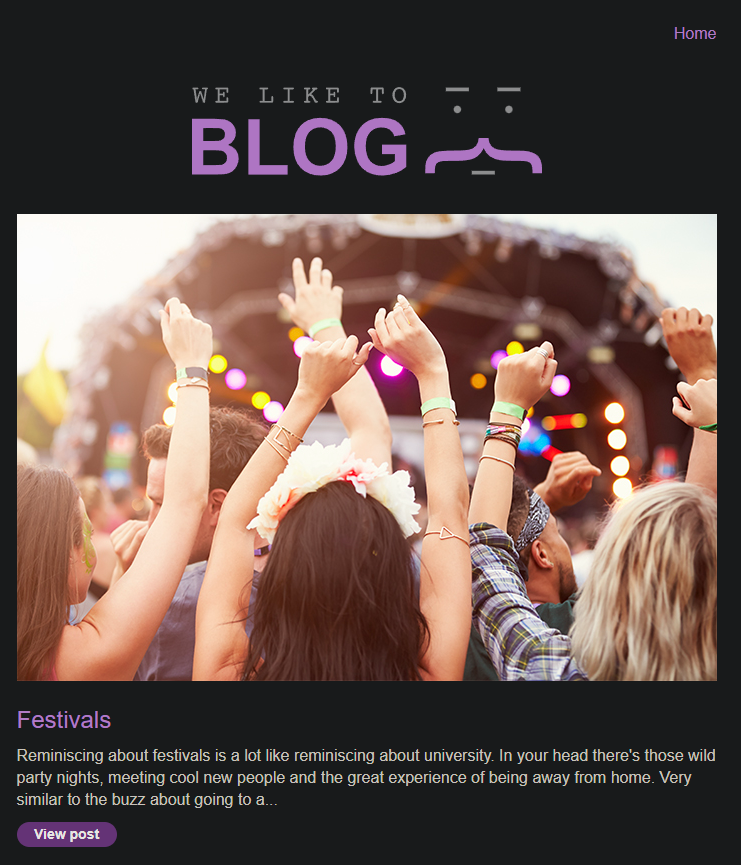 Home
WE LIKE TO
BLOG
Festivals
Reminiscing about festivals is a lot like reminiscing about university. In your head there's those wild
party nights, meeting cool new people and the great experience of being away from home. Very
similar to the buzz about going to a...
View post